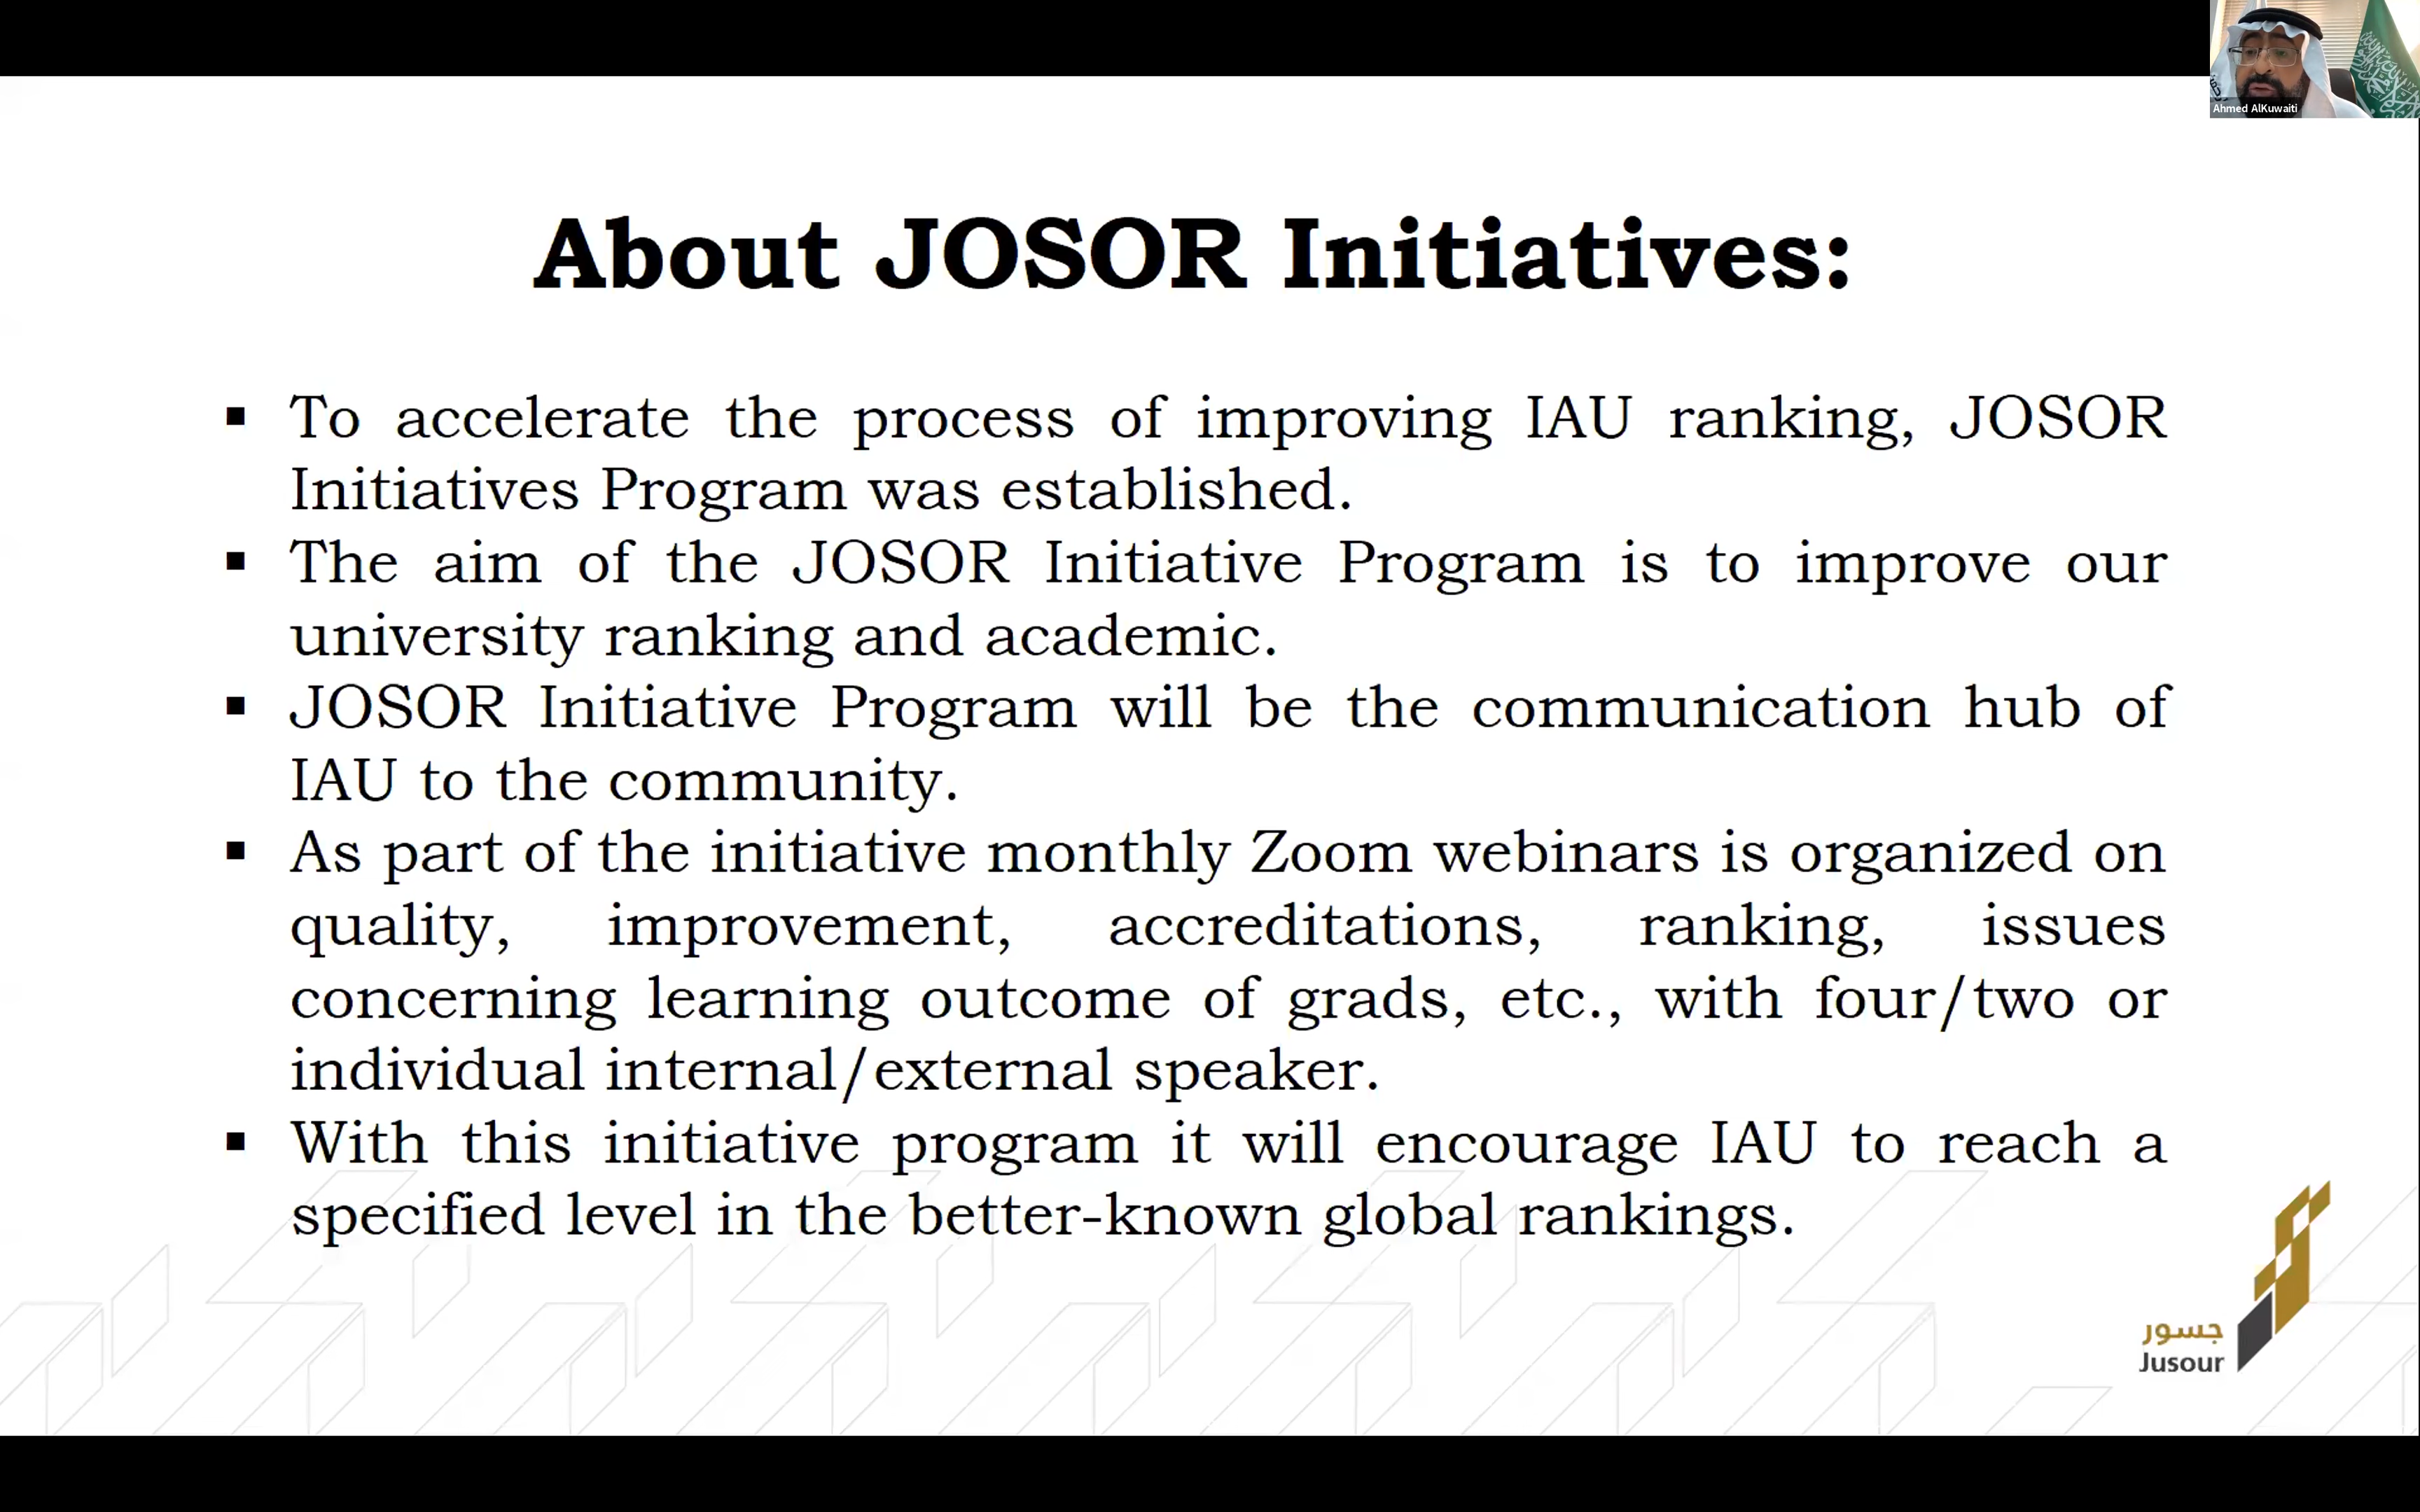 Ahmed AlKuwaiti
About JOSOR Initiatives:
▪ To accelerate the process of improving IAU ranking, JOSOR
Initiatives Program was established.
▪ The aim of the JOSOR Initiative Program is to improve our
university ranking and academic.
▪ JOSOR Initiative Program will be the communication hub of
IAU to the community.
▪ As part of the initiative monthly Zoom webinars is organized on
quality, improvement, accreditations, ranking, issues
concerning learning outcome of grads, etc., with four/two or
individual internal/external speaker.
▪ With this initiative program it will encourage IAU to reach a
specified level in the better-known global rankings.
جسور
Jusour